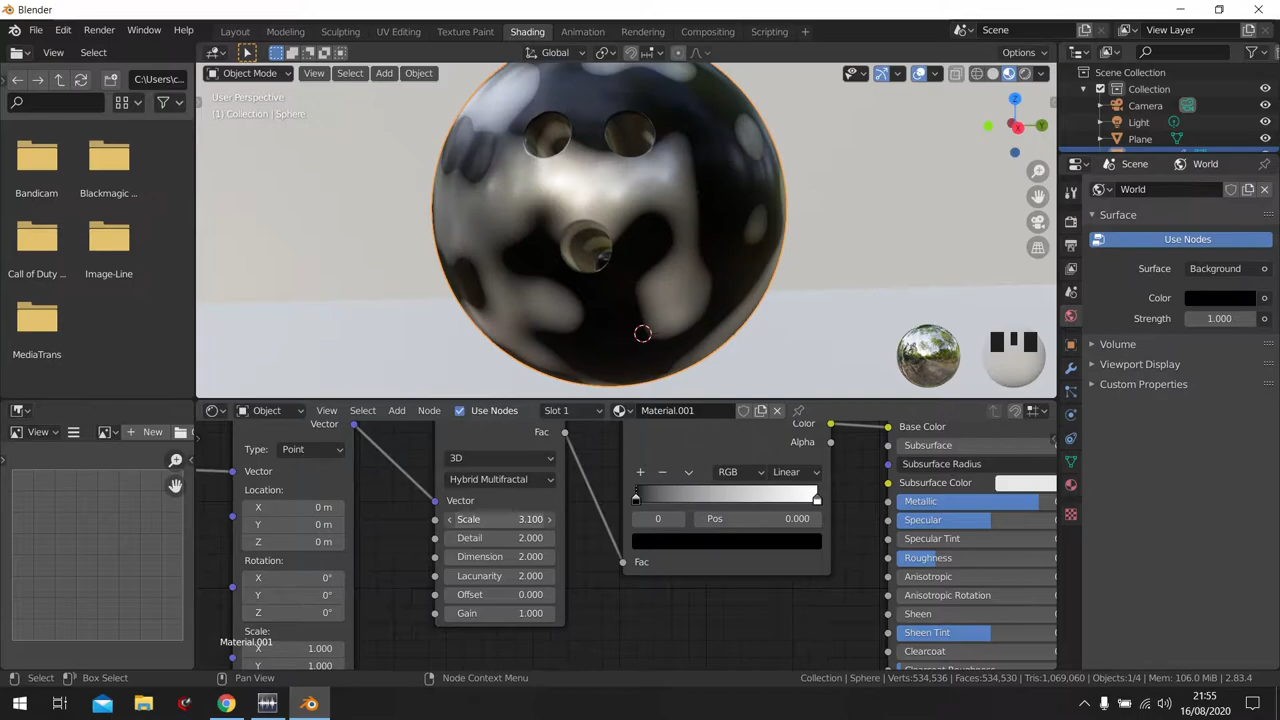 Blender
File Edit Render Window Help
Layout Modeling Sculpting UV Editing Texture Paint Shading Animation Rendering Compositing Scripting
Scene View Layer
View Select
Global
Options
Object Mode View Select Add Object
C:\Users\c...
User Perspective
(1) Collection | Sphere
Z
Y
X
Bandicam
Blackmagic ...
Call of Duty ...
Image-Line
MediaTrans
Scene Collection
Collection
Camera
Light
Plane
Scene World
World
Surface
Use Nodes
Surface Background
Color
Strength 1.000
Volume
Viewport Display
Custom Properties
View New
Object View Select Add Node Use Nodes Slot 1 Material.001
Vector
Type: Point
Vector
Location:
X 0 m
Y 0 m
Z 0 m
Rotation:
X 0°
Y 0°
Z 0°
Scale:
X 1.000
Y 1.000
Material.001
Fac
3D
Hybrid Multifractal
Vector
Scale 3.100
Detail 2.000
Dimension 2.000
Lacunarity 2.000
Offset 0.000
Gain 1.000
Color
Alpha
RGB Linear
0 Pos 0.000
Fac
Base Color
Subsurface
Subsurface Radius
Subsurface Color
Metallic
Specular
Specular Tint
Roughness
Anisotropic
Anisotropic Rotation
Sheen
Sheen Tint
Clearcoat
Clearcoat Roughness
Select Box Select Pan View Node Context Menu
Collection | Sphere | Verts:534,536 | Faces:534,530 | Tris:1,069,060 | Objects:1/4 | Mem: 106.0 MiB | 2.83.4
21:55
16/08/2020